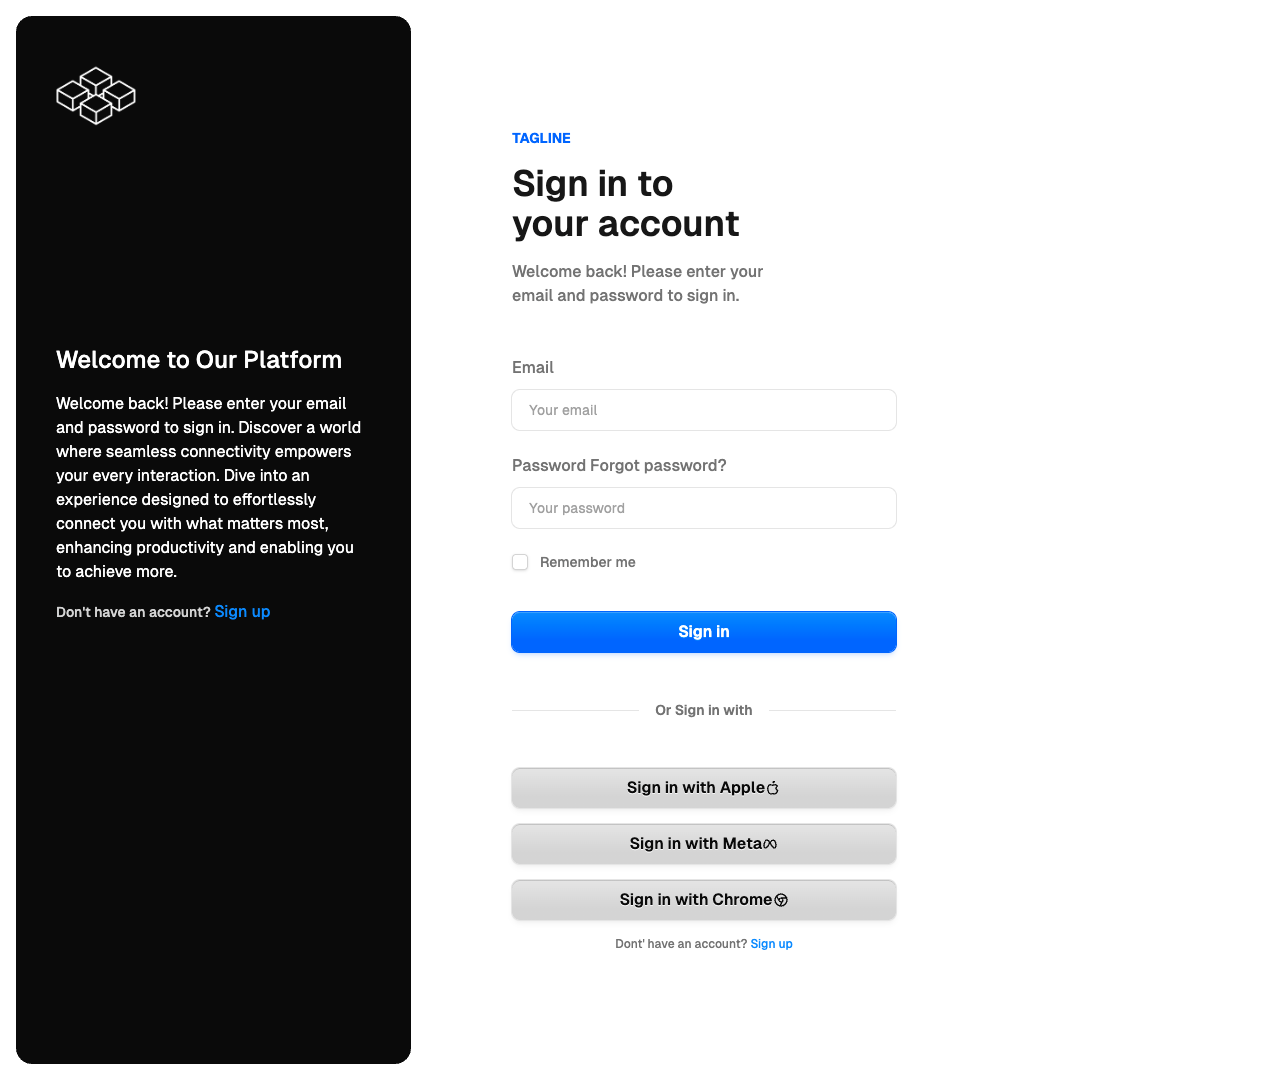 Welcome to Our Platform
Welcome back! Please enter your email
and password to sign in. Discover a world
where seamless connectivity empowers
your every interaction. Dive into an
experience designed to effortlessly
connect you with what matters most,
enhancing productivity and enabling you
to achieve more.
Don't have an account? Sign up
TAGLINE
Sign in to
your account
Welcome back! Please enter your
email and password to sign in.
Email
Your email
Password Forgot password?
Your password
Remember me
Sign in
Or Sign in with
Sign in with Apple
Sign in with Meta
Sign in with Chrome
Dont' have an account? Sign up